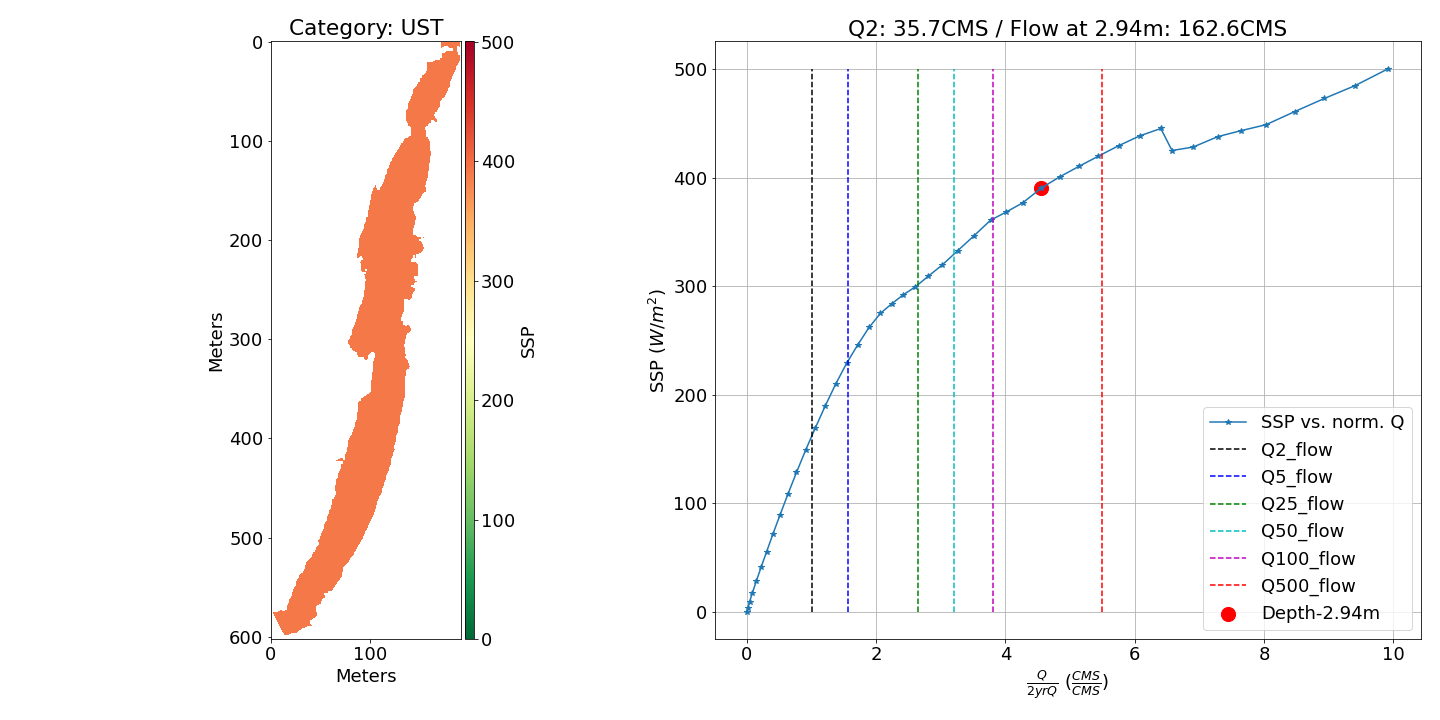 Category: UST
0
100
200
300
400
500
600
Meters
0
100
Meters
500
400
300
200
100
0
SSP
Q2: 35.7CMS / Flow at 2.94m: 162.6CMS
500
400
300
200
100
0
SSP (W/m²)
0
2
4
6
8
10
Q/2yrQ (CMS/CMS)
SSP vs. norm. Q
Q2_flow
Q5_flow
Q25_flow
Q50_flow
Q100_flow
Q500_flow
Depth-2.94m